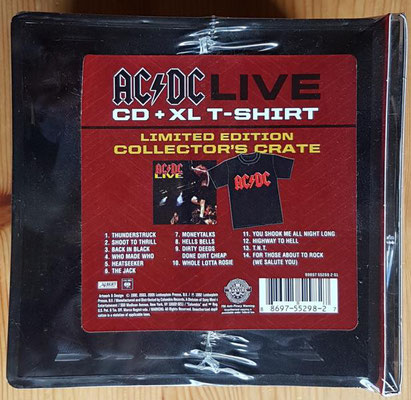 AC/DC LIVE
CD + XL T-SHIRT
LIMITED EDITION
COLLECTOR'S CRATE
AC/DC
LIVE
AC/DC
1. THUNDERSTRUCK
2. SHOOT TO THRILL
3. BACK IN BLACK
4. WHO MADE WHO
5. HEATSEEKER
6. THE JACK
7. MONEYTALKS
8. HELLS BELLS
9. DIRTY DEEDS
DONE DIRT CHEAP
10. WHOLE LOTTA ROSIE
11. YOU SHOOK ME ALL NIGHT LONG
12. HIGHWAY TO HELL
13. T.N.T.
14. FOR THOSE ABOUT TO ROCK
(WE SALUTE YOU)
8 8697-55298-2